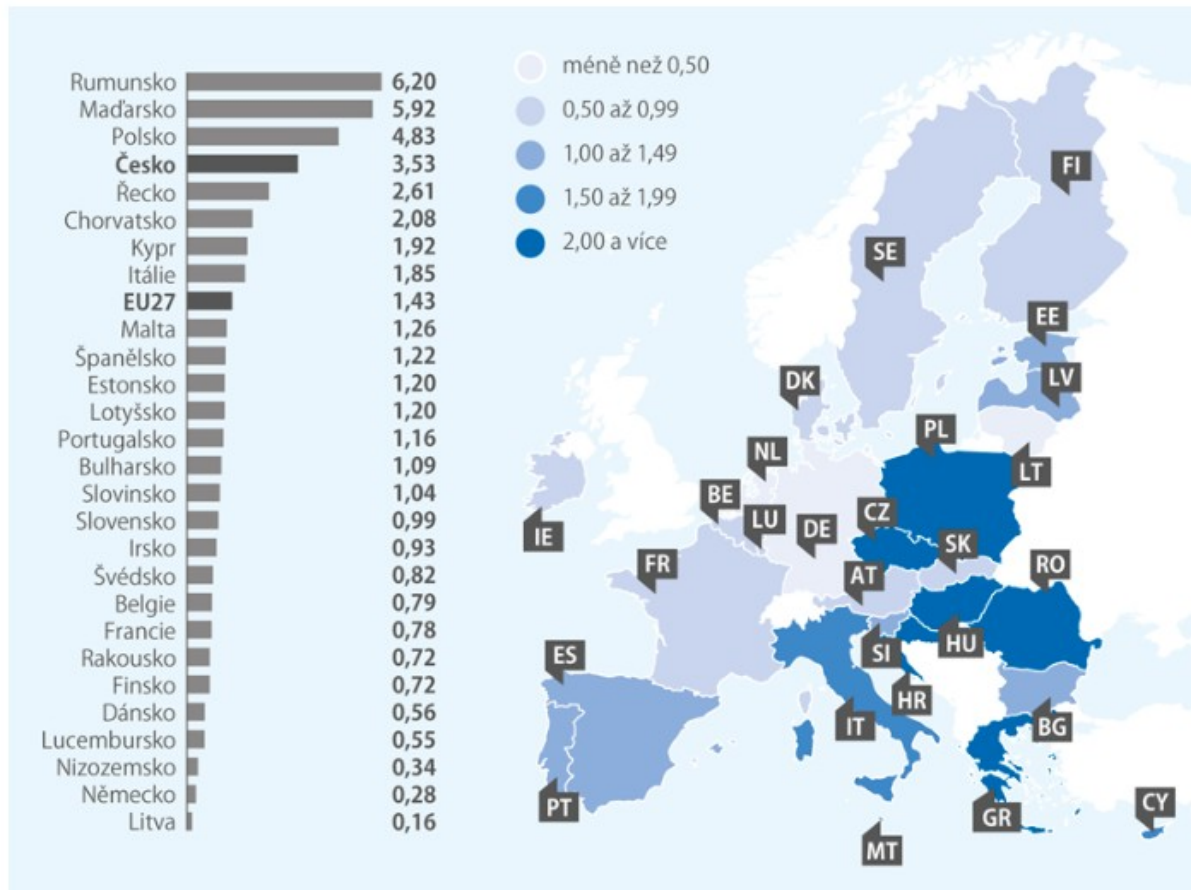 Rumunsko 6,20
Maďarsko 5,92
Polsko 4,83
Česko 3,53
Řecko 2,61
Chorvatsko 2,08
Kypr 1,92
Itálie 1,85
EU27 1,43
Malta 1,26
Španělsko 1,22
Estonsko 1,20
Lotyšsko 1,20
Portugalsko 1,16
Bulharsko 1,09
Slovinsko 1,04
Slovensko 0,99
Irsko 0,93
Švédsko 0,82
Belgie 0,79
Francie 0,78
Rakousko 0,72
Finsko 0,72
Dánsko 0,56
Lucembursko 0,55
Nizozemsko 0,34
Německo 0,28
Litva 0,16
méně než 0,50
0,50 až 0,99
1,00 až 1,49
1,50 až 1,99
2,00 a více
FI
SE
EE
LV
DK
PL
NL
LT
BE
CZ
LU
DE
IE
SK
FR
AT
RO
HU
SI
ES
HR
IT
BG
PT
GR
CY
MT